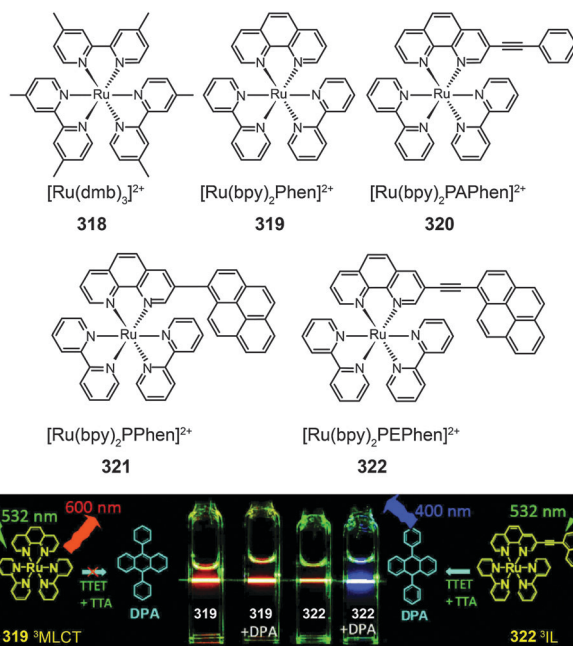 [Ru(dmb)₃]²⁺
318
[Ru(bpy)₂Phen]²⁺
319
[Ru(bpy)₂PAPhen]²⁺
320
[Ru(bpy)₂PPhen]²⁺
321
[Ru(bpy)₂PEPhen]²⁺
322
532 nm
600 nm
TTET
+ TTA
DPA
319 ³MLCT
319
319
+DPA
322
322
+DPA
400 nm
DPA
TTET
+ TTA
532 nm
322 ³IL
Ru
N